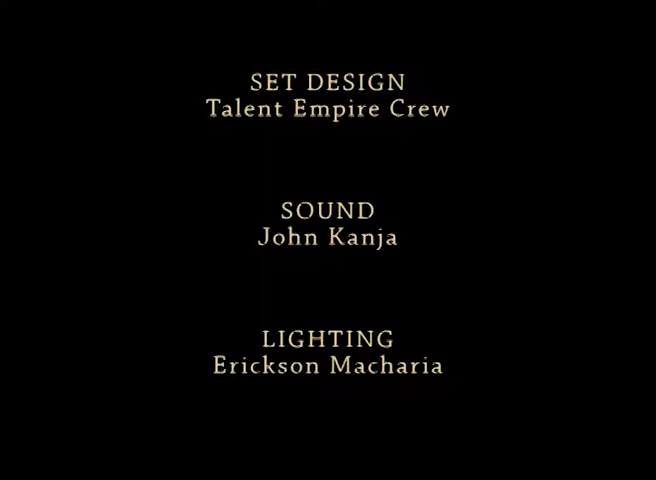 SET DESIGN
Talent Empire Crew
SOUND
John Kanja
LIGHTING
Erickson Macharia